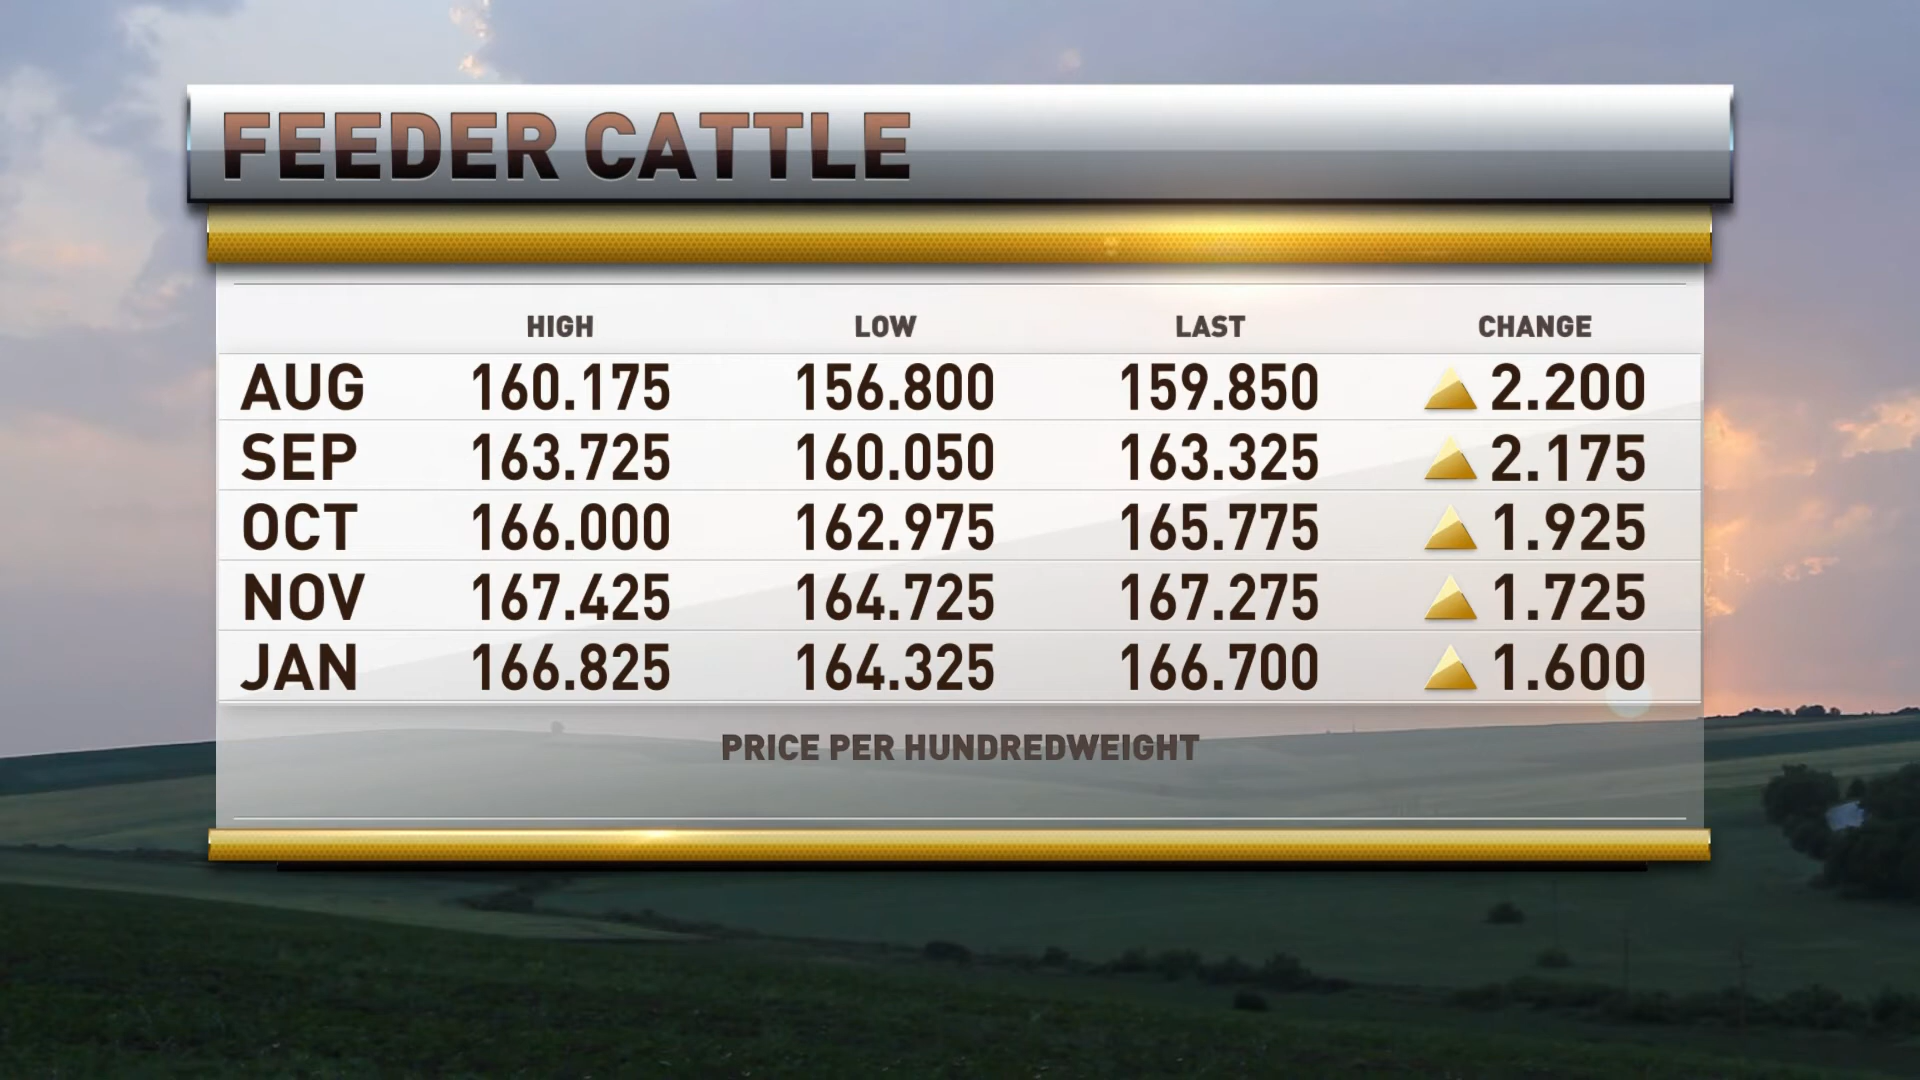 FEEDER CATTLE
HIGH LOW LAST CHANGE
AUG 160.175 156.800 159.850 2.200
SEP 163.725 160.050 163.325 2.175
OCT 166.000 162.975 165.775 1.925
NOV 167.425 164.725 167.275 1.725
JAN 166.825 164.325 166.700 1.600
PRICE PER HUNDREDWEIGHT